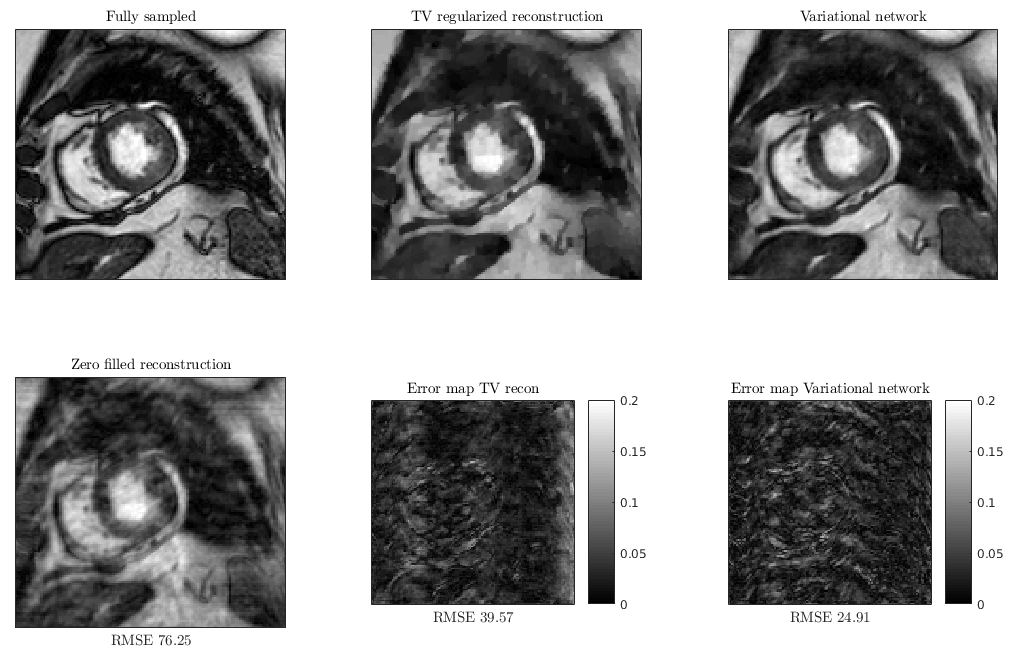 Fully sampled
TV regularized reconstruction
Variational network
Zero filled reconstruction
RMSE 76.25
Error map TV recon
0.2
0.15
0.1
0.05
0
RMSE 39.57
Error map Variational network
0.2
0.15
0.1
0.05
0
RMSE 24.91